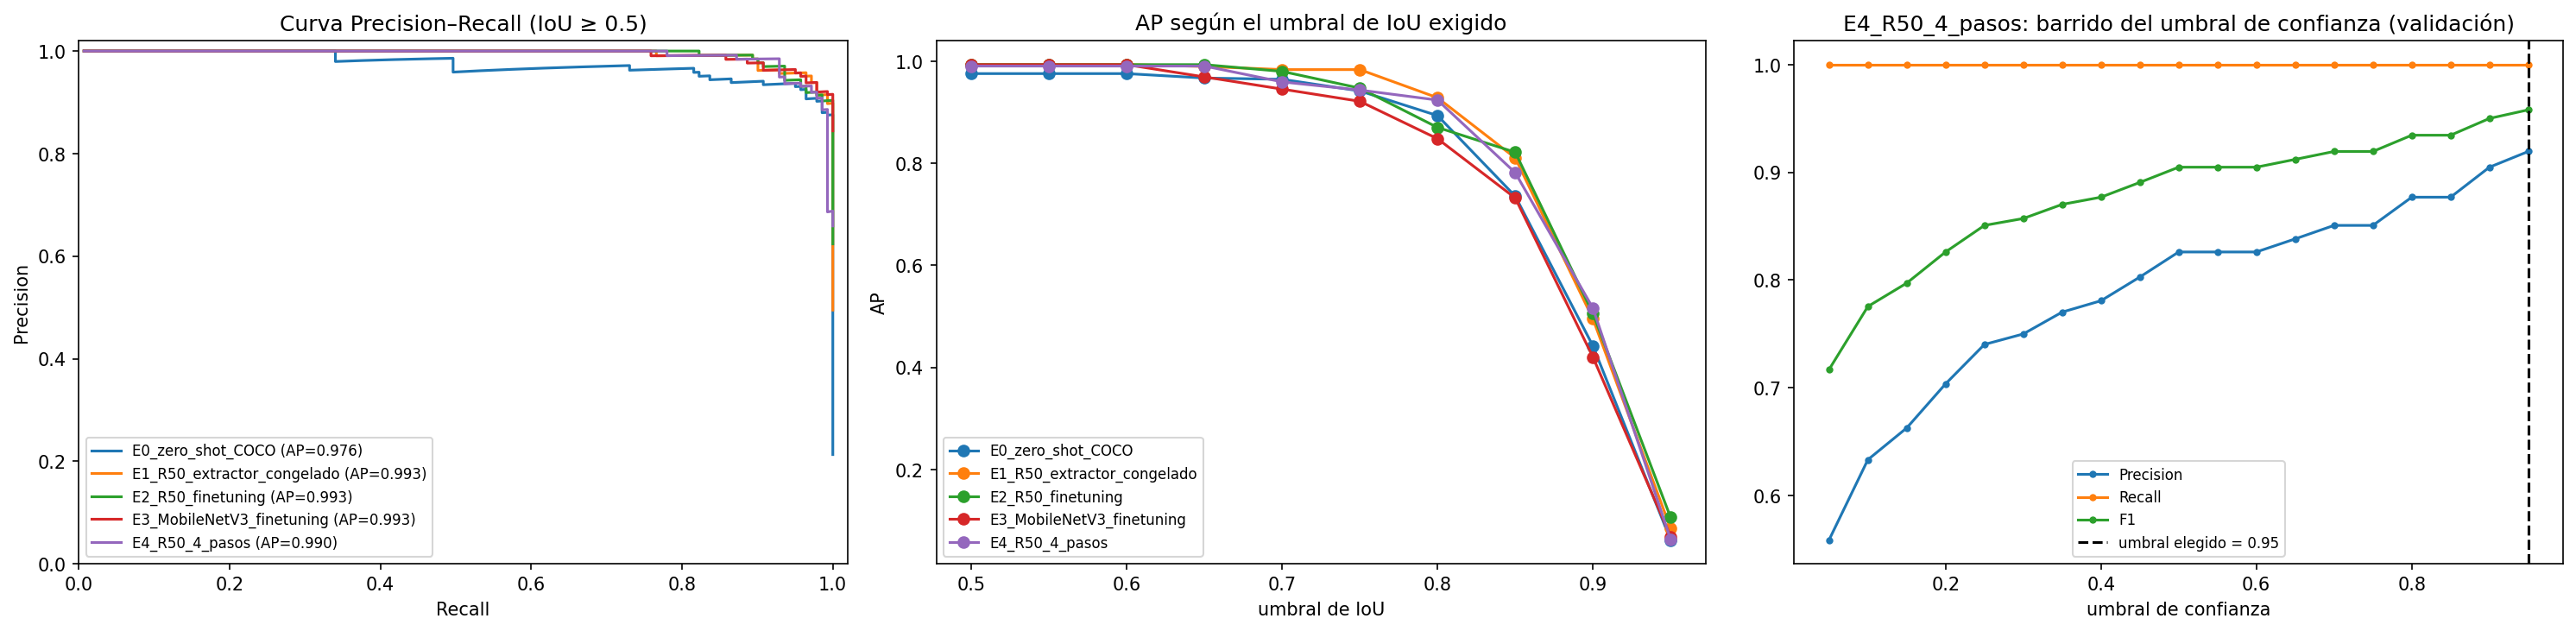 Curva Precision–Recall (IoU ≥ 0.5)
1.0
0.8
0.6
0.4
0.2
0.0
Precision
E0_zero_shot_COCO (AP=0.976)
E1_R50_extractor_congelado (AP=0.993)
E2_R50_finetuning (AP=0.993)
E3_MobileNetV3_finetuning (AP=0.993)
E4_R50_4_pasos (AP=0.990)
0.0 0.2 0.4 0.6 0.8 1.0
Recall
AP según el umbral de IoU exigido
1.0
0.8
0.6
0.4
0.2
AP
E0_zero_shot_COCO
E1_R50_extractor_congelado
E2_R50_finetuning
E3_MobileNetV3_finetuning
E4_R50_4_pasos
0.5 0.6 0.7 0.8 0.9
umbral de IoU
E4_R50_4_pasos: barrido del umbral de confianza (validación)
1.0
0.9
0.8
0.7
0.6
Precision
Recall
F1
umbral elegido = 0.95
0.2 0.4 0.6 0.8
umbral de confianza